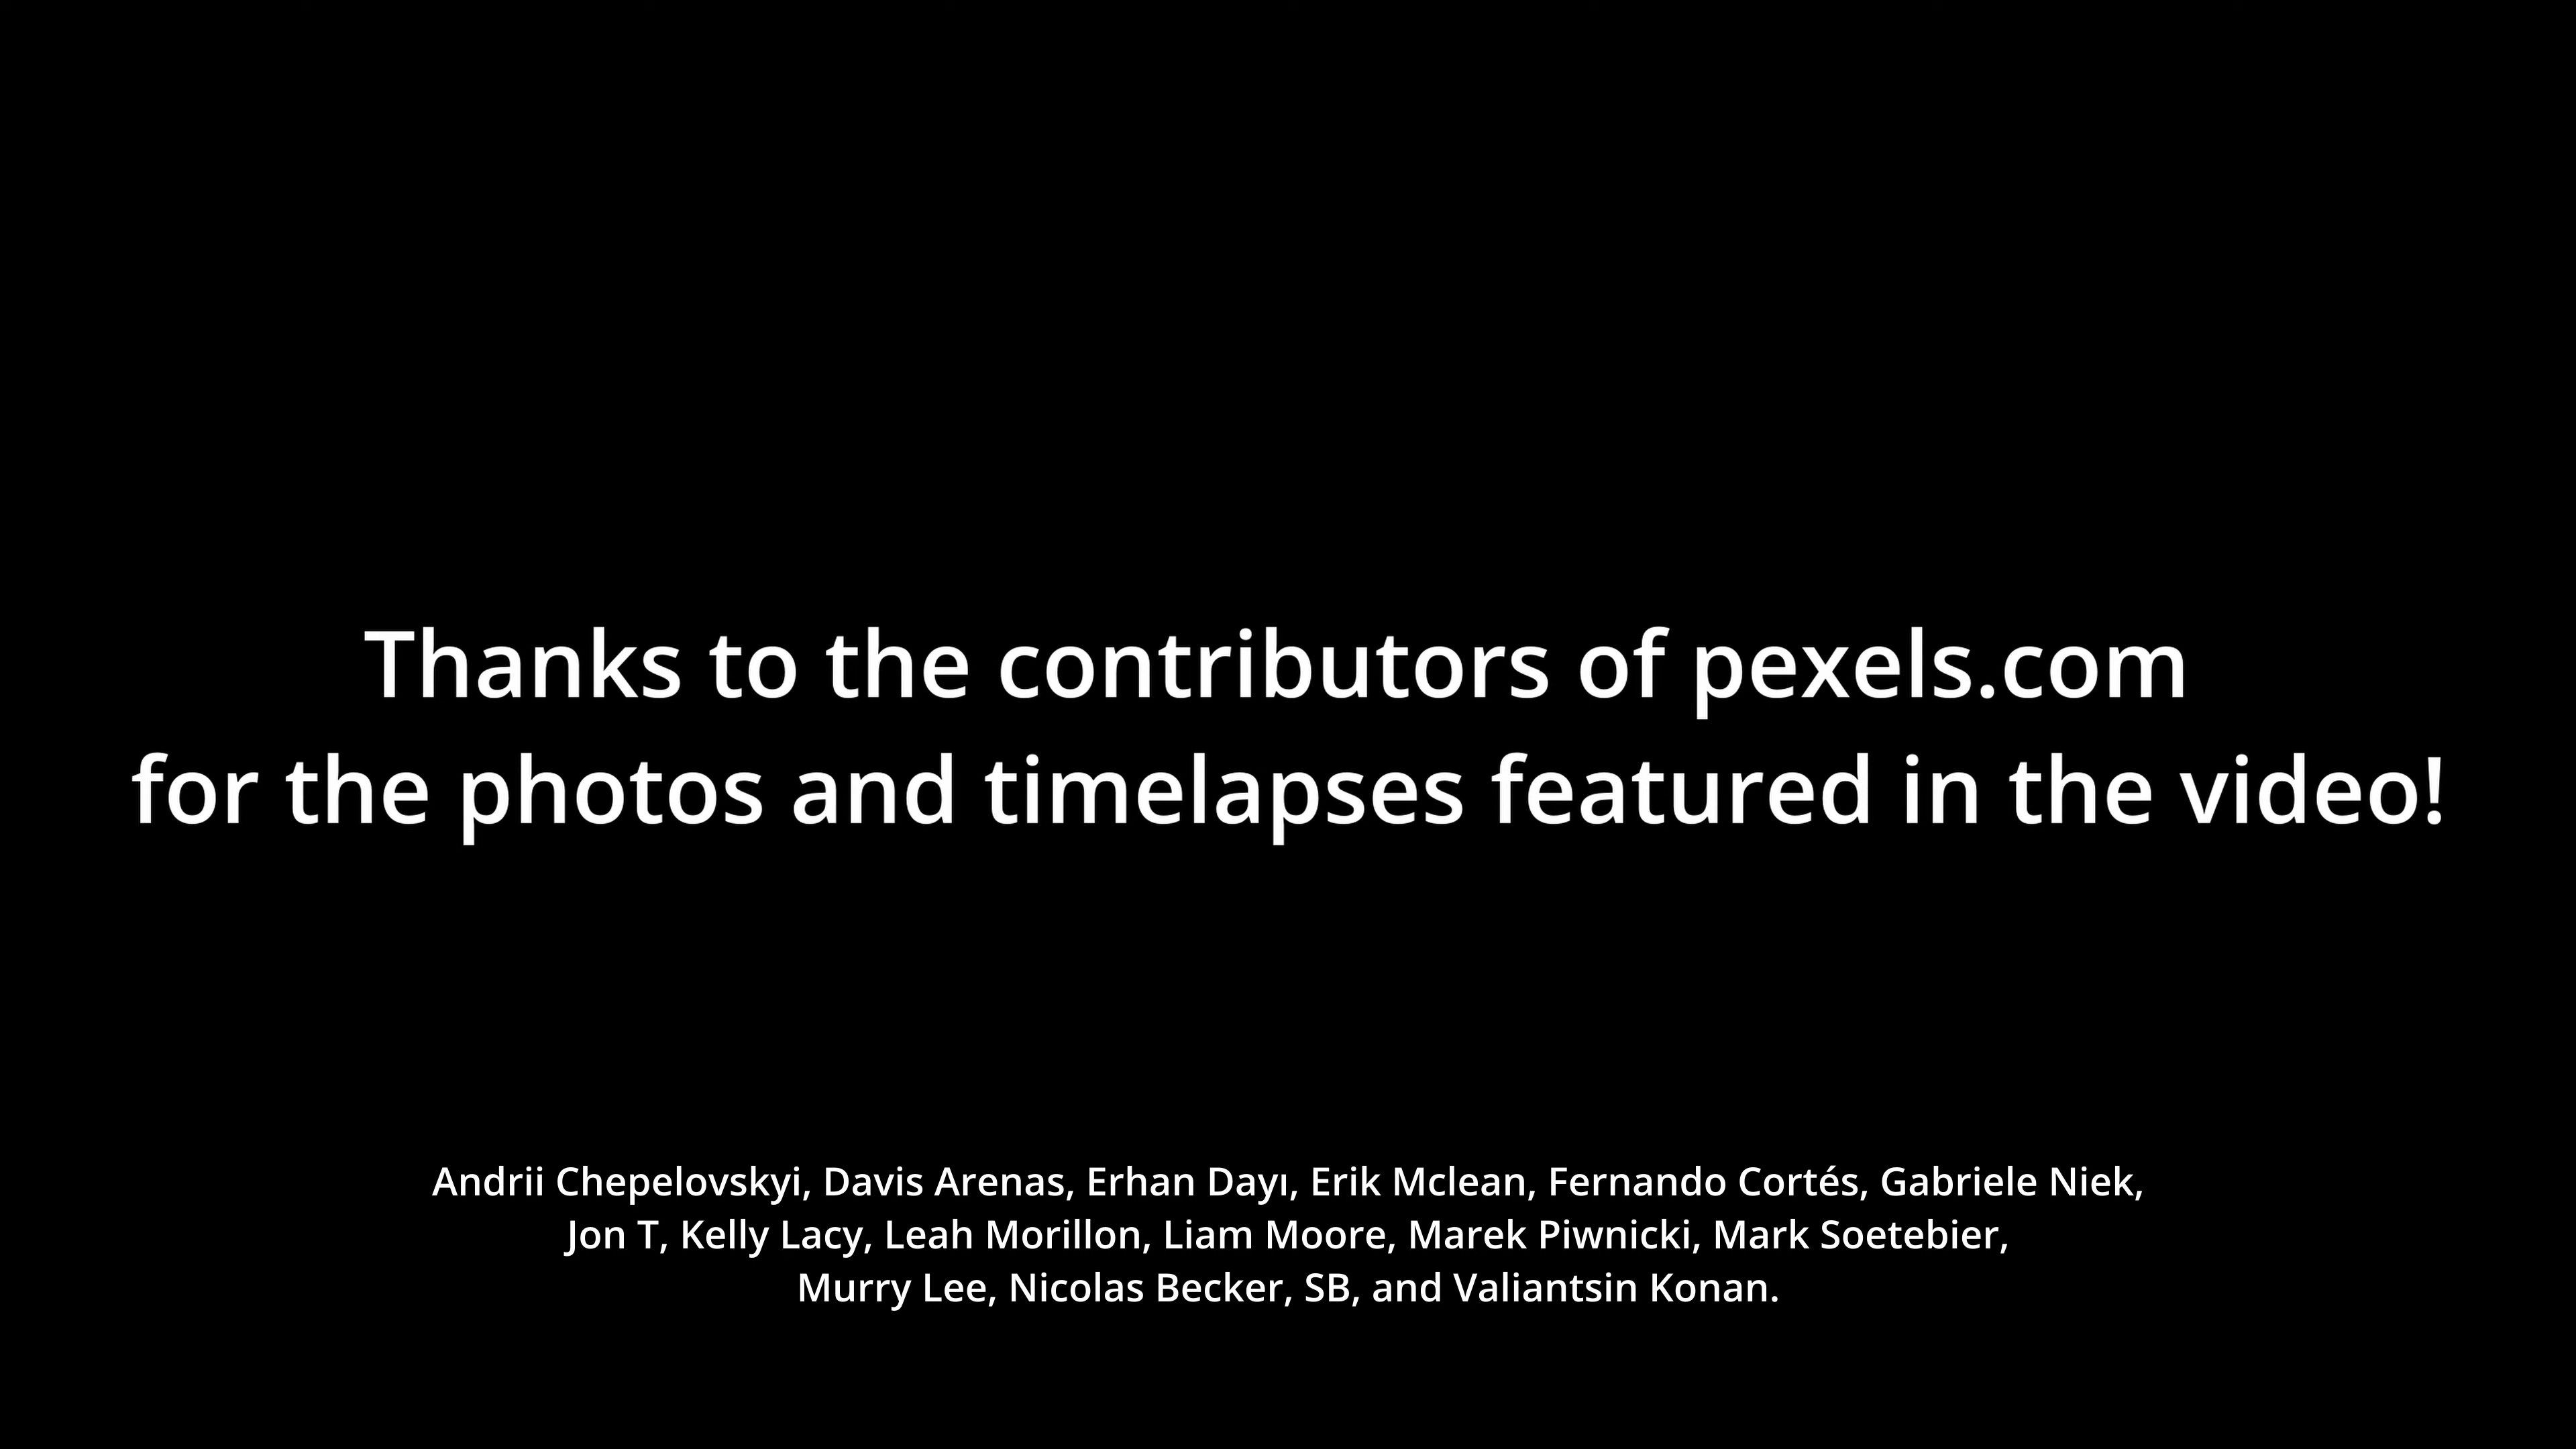 Thanks to the contributors of pexels.com
for the photos and timelapses featured in the video!
Andrii Chepelovskyi, Davis Arenas, Erhan Dayı, Erik Mclean, Fernando Cortés, Gabriele Niek,
Jon T, Kelly Lacy, Leah Morillon, Liam Moore, Marek Piwnicki, Mark Soetebier,
Murry Lee, Nicolas Becker, SB, and Valiantsin Konan.